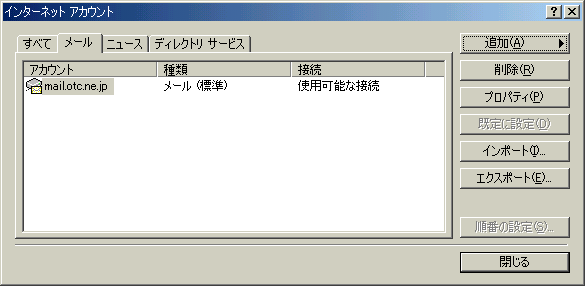 インターネット アカウント
すべて メール ニュース ディレクトリ サービス
アカウント 種類 接続
mail.otc.ne.jp メール (標準) 使用可能な接続
追加(A)
削除(R)
プロパティ(P)
既定に設定(D)
インポート(I)...
エクスポート(E)...
順番の設定(S)...
閉じる